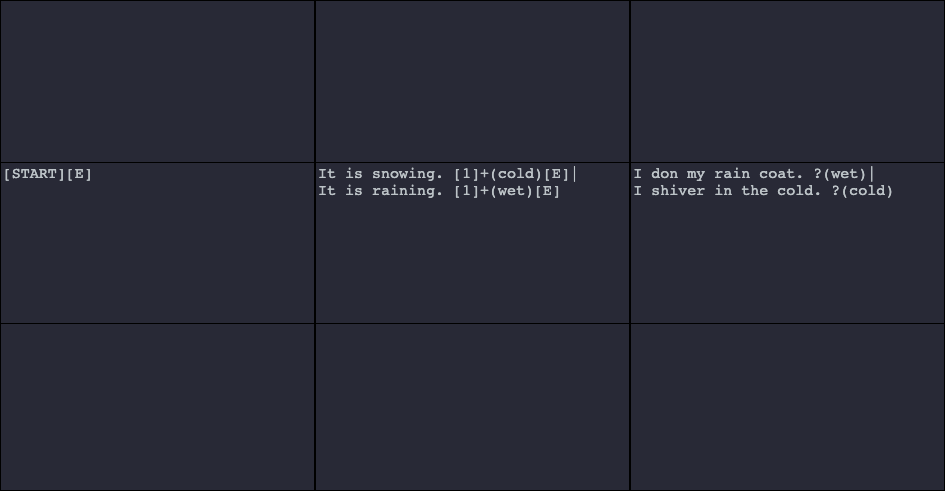 [START][E]
It is snowing. [1]+(cold)[E]|
It is raining. [1]+(wet)[E]
I don my rain coat. ?(wet)|
I shiver in the cold. ?(cold)